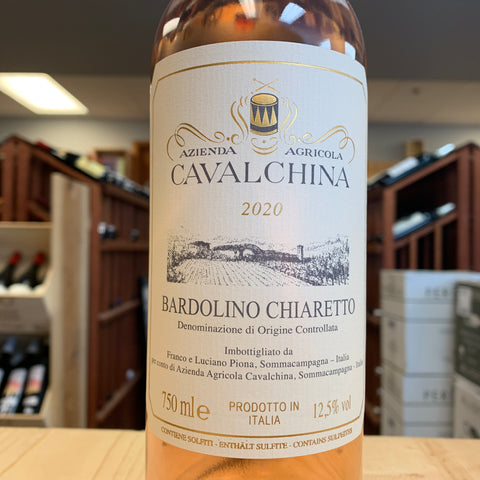 AZIENDA AGRICOLA
CAVALCHINA
2020
BARDOLINO CHIARETTO
Denominazione di Origine Controllata
Imbottigliato da
Franco e Luciano Piona, Sommacampagna – Italia
per conto di Azienda Agricola Cavalchina, Sommacampagna - Italia
750 ml e PRODOTTO IN 12,5% vol
ITALIA
CONTIENE SOLFITI - ENTHÄLT SULFITE - CONTAINS SULPHITES